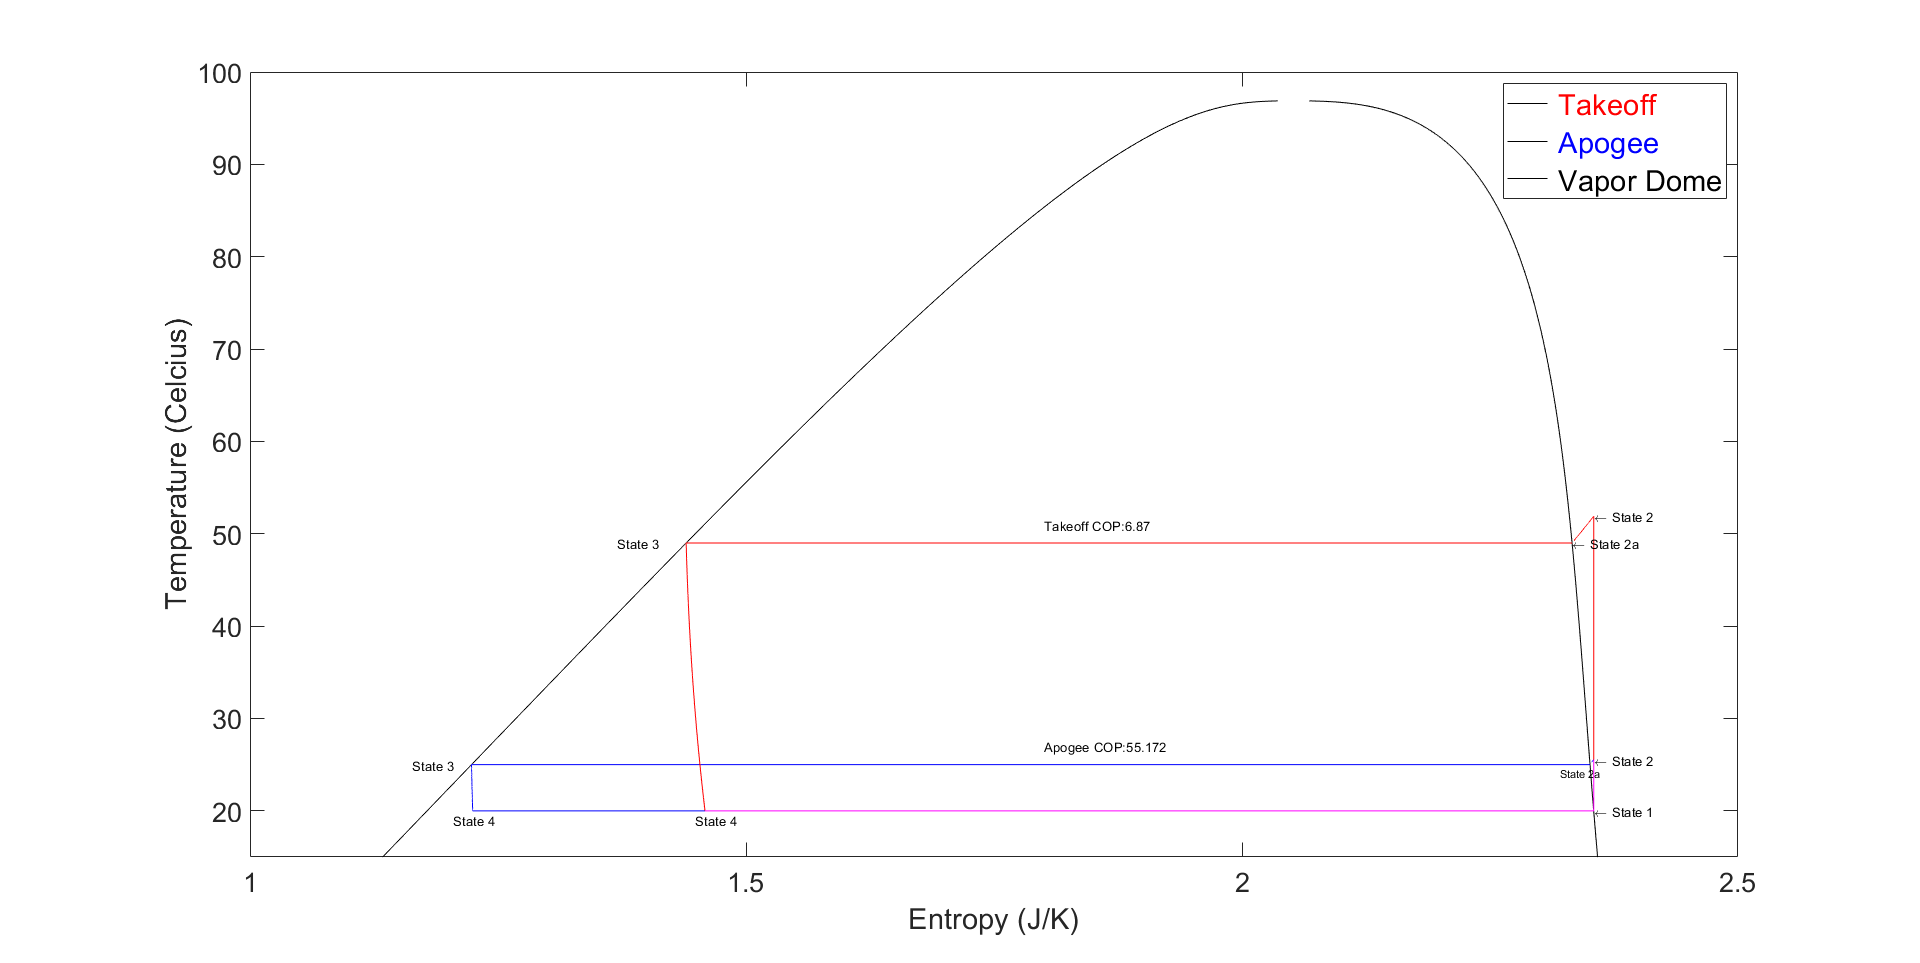 100
90
80
70
60
50
40
30
20
Temperature (Celcius)
Takeoff
Apogee
Vapor Dome
Takeoff COP:6.87
State 2
State 3
State 2a
Apogee COP:55.172
State 2
State 3
State 2a
State 1
State 4
State 4
1
1.5
2
2.5
Entropy (J/K)